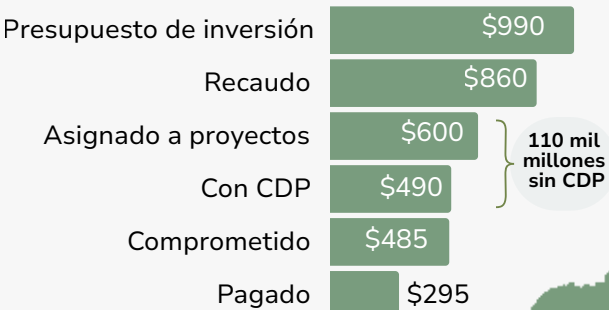 Presupuesto de inversión $990
Recaudo $860
Asignado a proyectos $600
110 mil
millones
sin CDP
Con CDP $490
Comprometido $485
Pagado $295